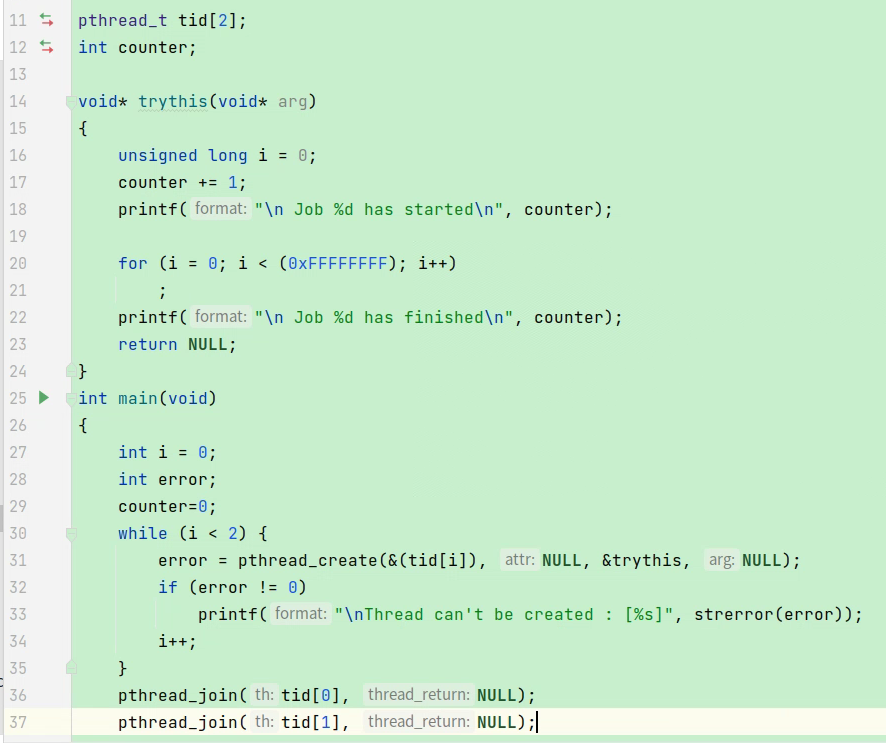 11 pthread_t tid[2];
12 int counter;
13
14 void* trythis(void* arg)
15 {
16     unsigned long i = 0;
17     counter += 1;
18     printf( format: "\n Job %d has started\n", counter);
19
20     for (i = 0; i < (0xFFFFFFFF); i++)
21         ;
22     printf( format: "\n Job %d has finished\n", counter);
23     return NULL;
24 }
25 int main(void)
26 {
27     int i = 0;
28     int error;
29     counter=0;
30     while (i < 2) {
31         error = pthread_create(&(tid[i]), attr: NULL, &trythis, arg: NULL);
32         if (error != 0)
33             printf( format: "\nThread can't be created : [%s]", strerror(error));
34         i++;
35     }
36     pthread_join( th: tid[0], thread_return: NULL);
37     pthread_join( th: tid[1], thread_return: NULL);